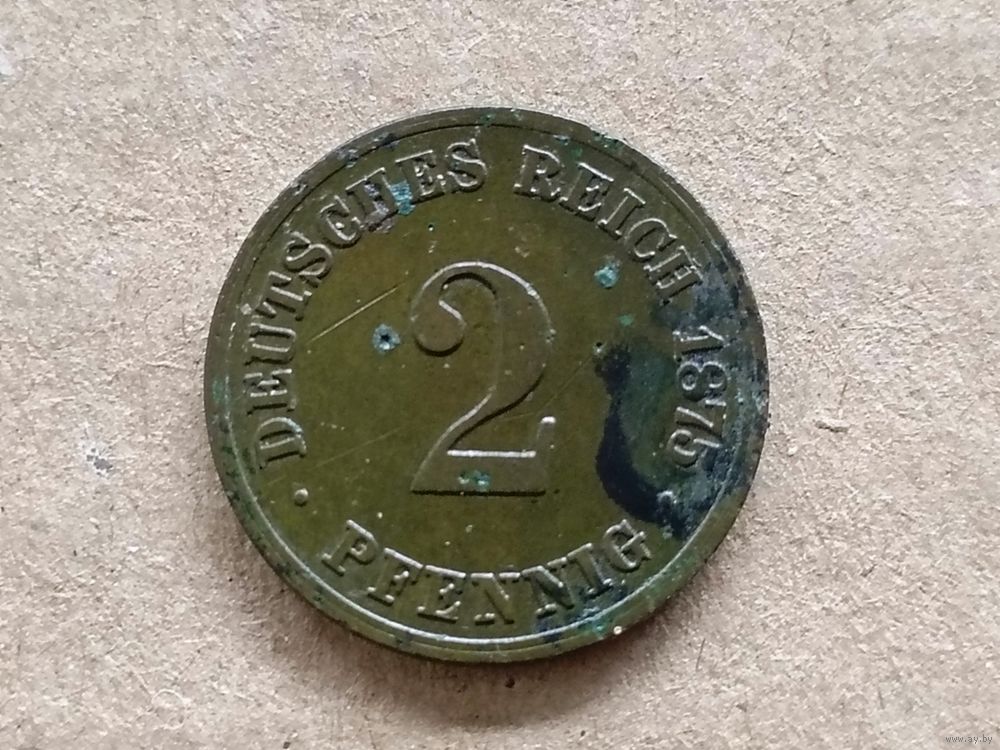 DEUTSCHES REICH 1875
2
PFENNIG
www.ay.by